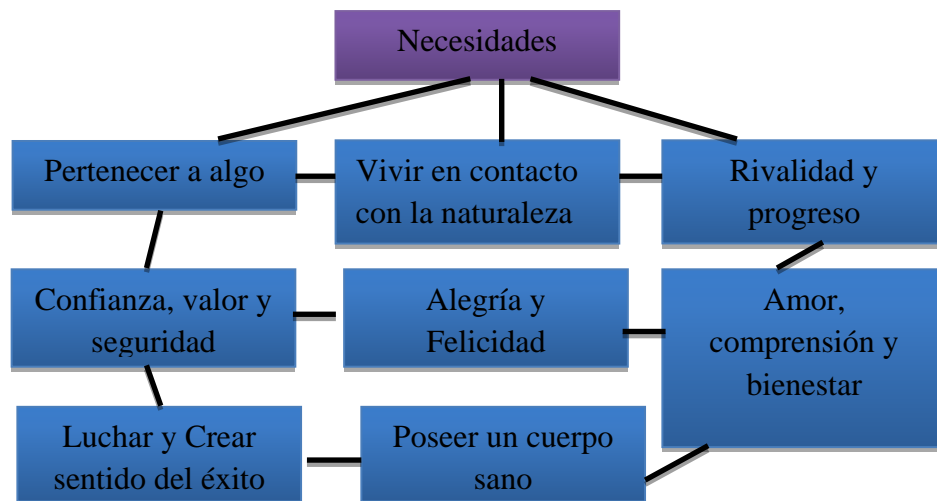 Necesidades
Pertenecer a algo
Vivir en contacto
con la naturaleza
Rivalidad y
progreso
Confianza, valor y
seguridad
Alegría y
Felicidad
Amor,
comprensión y
bienestar
Luchar y Crear
sentido del éxito
Poseer un cuerpo
sano